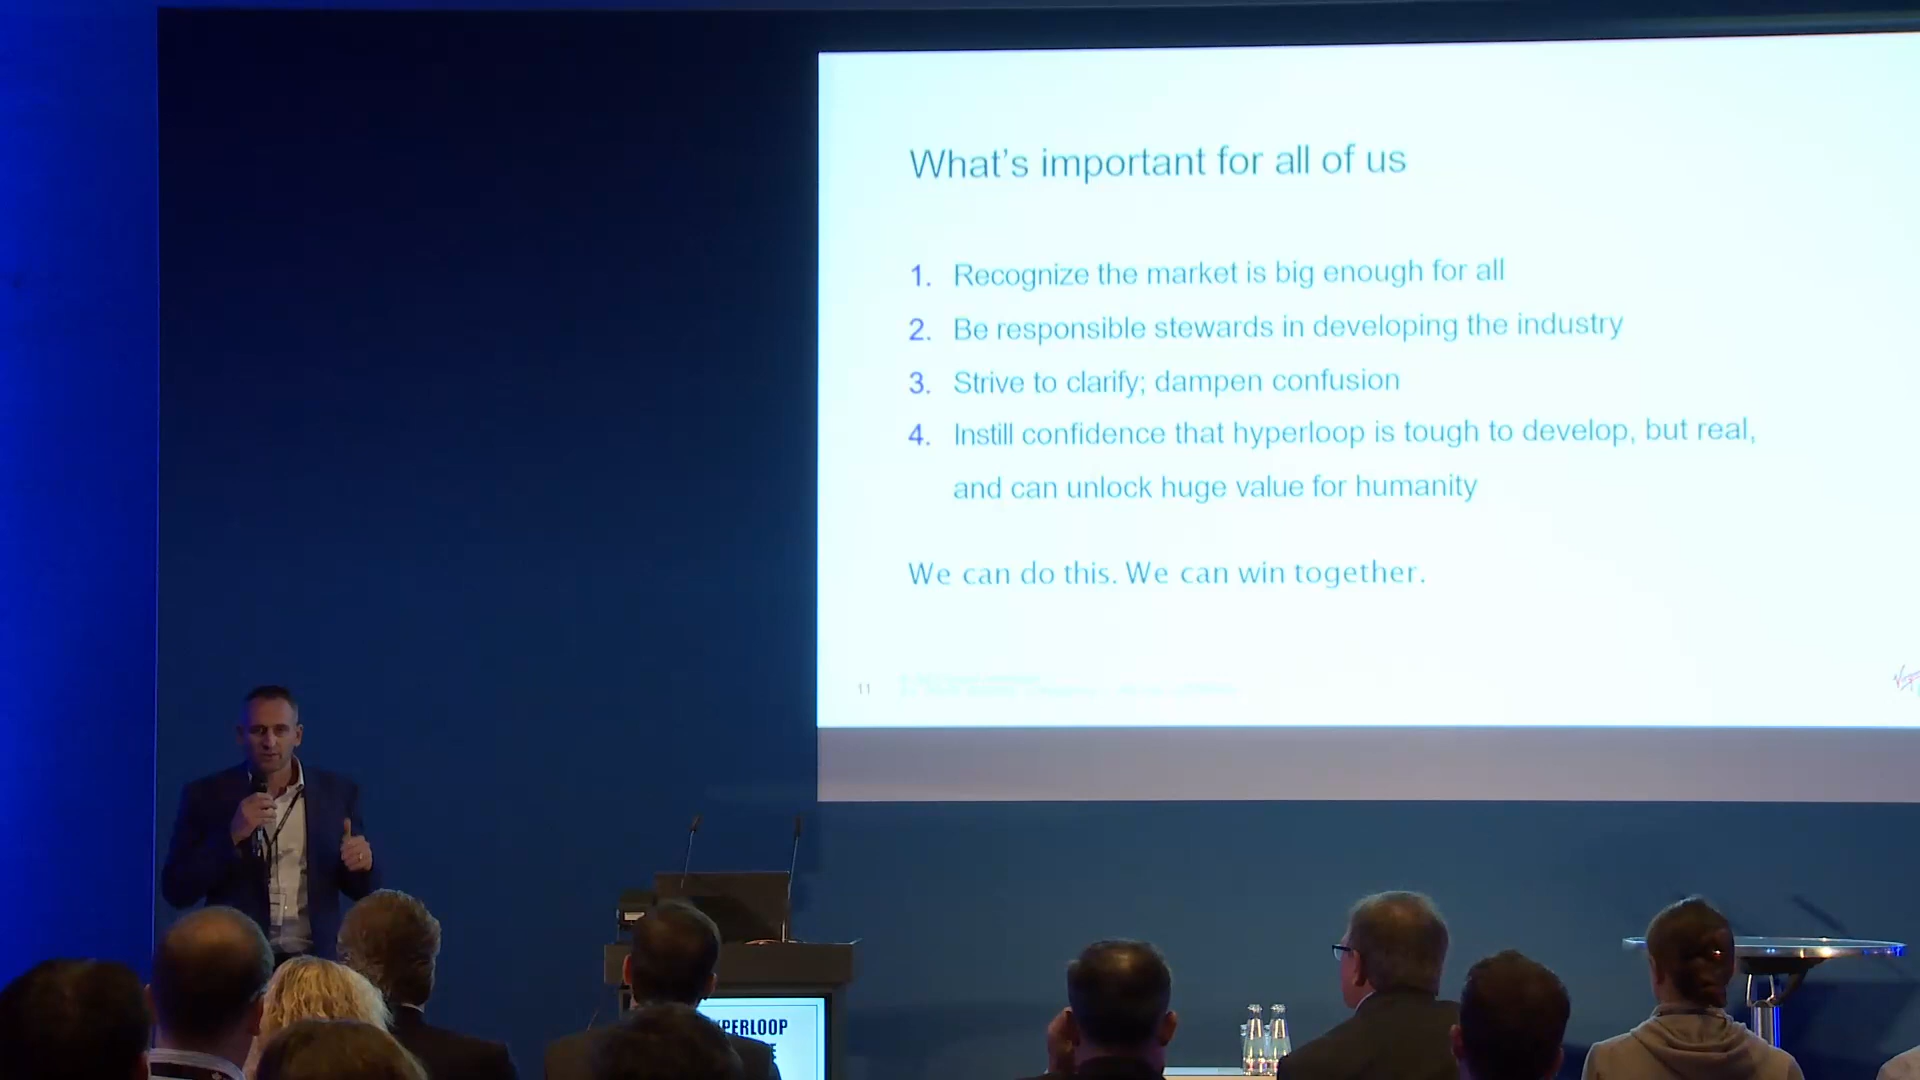 What's important for all of us
1. Recognize the market is big enough for all
2. Be responsible stewards in developing the industry
3. Strive to clarify; dampen confusion
4. Instill confidence that hyperloop is tough to develop, but real,
and can unlock huge value for humanity
We can do this. We can win together.
11